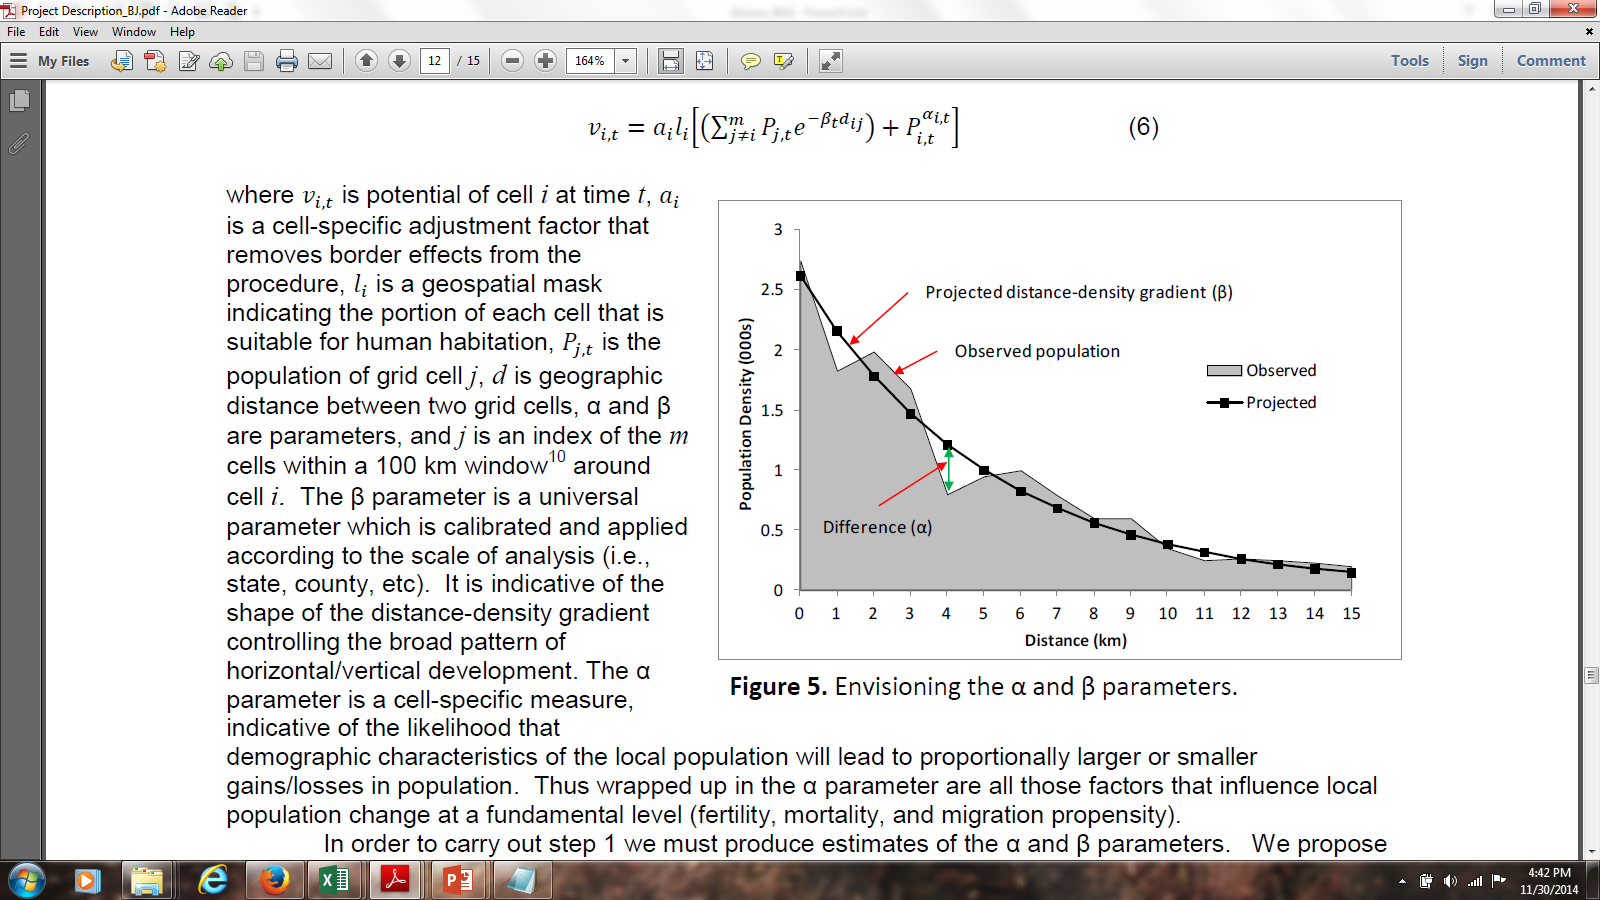 Project Description_BJ.pdf - Adobe Reader
File Edit View Window Help
My Files 12 / 15 164% Tools Sign Comment
v_{i,t} = a_i l_i [(∑_{j≠i}^{m} P_{j,t} e^{−β_t d_{ij}}) + P_{i,t}^{α_{i,t}}] (6)
where v_{i,t} is potential of cell i at time t, a_i
is a cell-specific adjustment factor that
removes border effects from the
procedure, l_i is a geospatial mask
indicating the portion of each cell that is
suitable for human habitation, P_{j,t} is the
population of grid cell j, d is geographic
distance between two grid cells, α and β
are parameters, and j is an index of the m
cells within a 100 km window¹⁰ around
cell i. The β parameter is a universal
parameter which is calibrated and applied
according to the scale of analysis (i.e.,
state, county, etc). It is indicative of the
shape of the distance-density gradient
controlling the broad pattern of
horizontal/vertical development. The α
parameter is a cell-specific measure,
indicative of the likelihood that
demographic characteristics of the local population will lead to proportionally larger or smaller
gains/losses in population. Thus wrapped up in the α parameter are all those factors that influence local
population change at a fundamental level (fertility, mortality, and migration propensity).
In order to carry out step 1 we must produce estimates of the α and β parameters. We propose
Population Density (000s)
3
2.5
2
1.5
1
0.5
0
Projected distance-density gradient (β)
Observed population
Difference (α)
Observed
Projected
0 1 2 3 4 5 6 7 8 9 10 11 12 13 14 15
Distance (km)
Figure 5. Envisioning the α and β parameters.
4:42 PM
11/30/2014